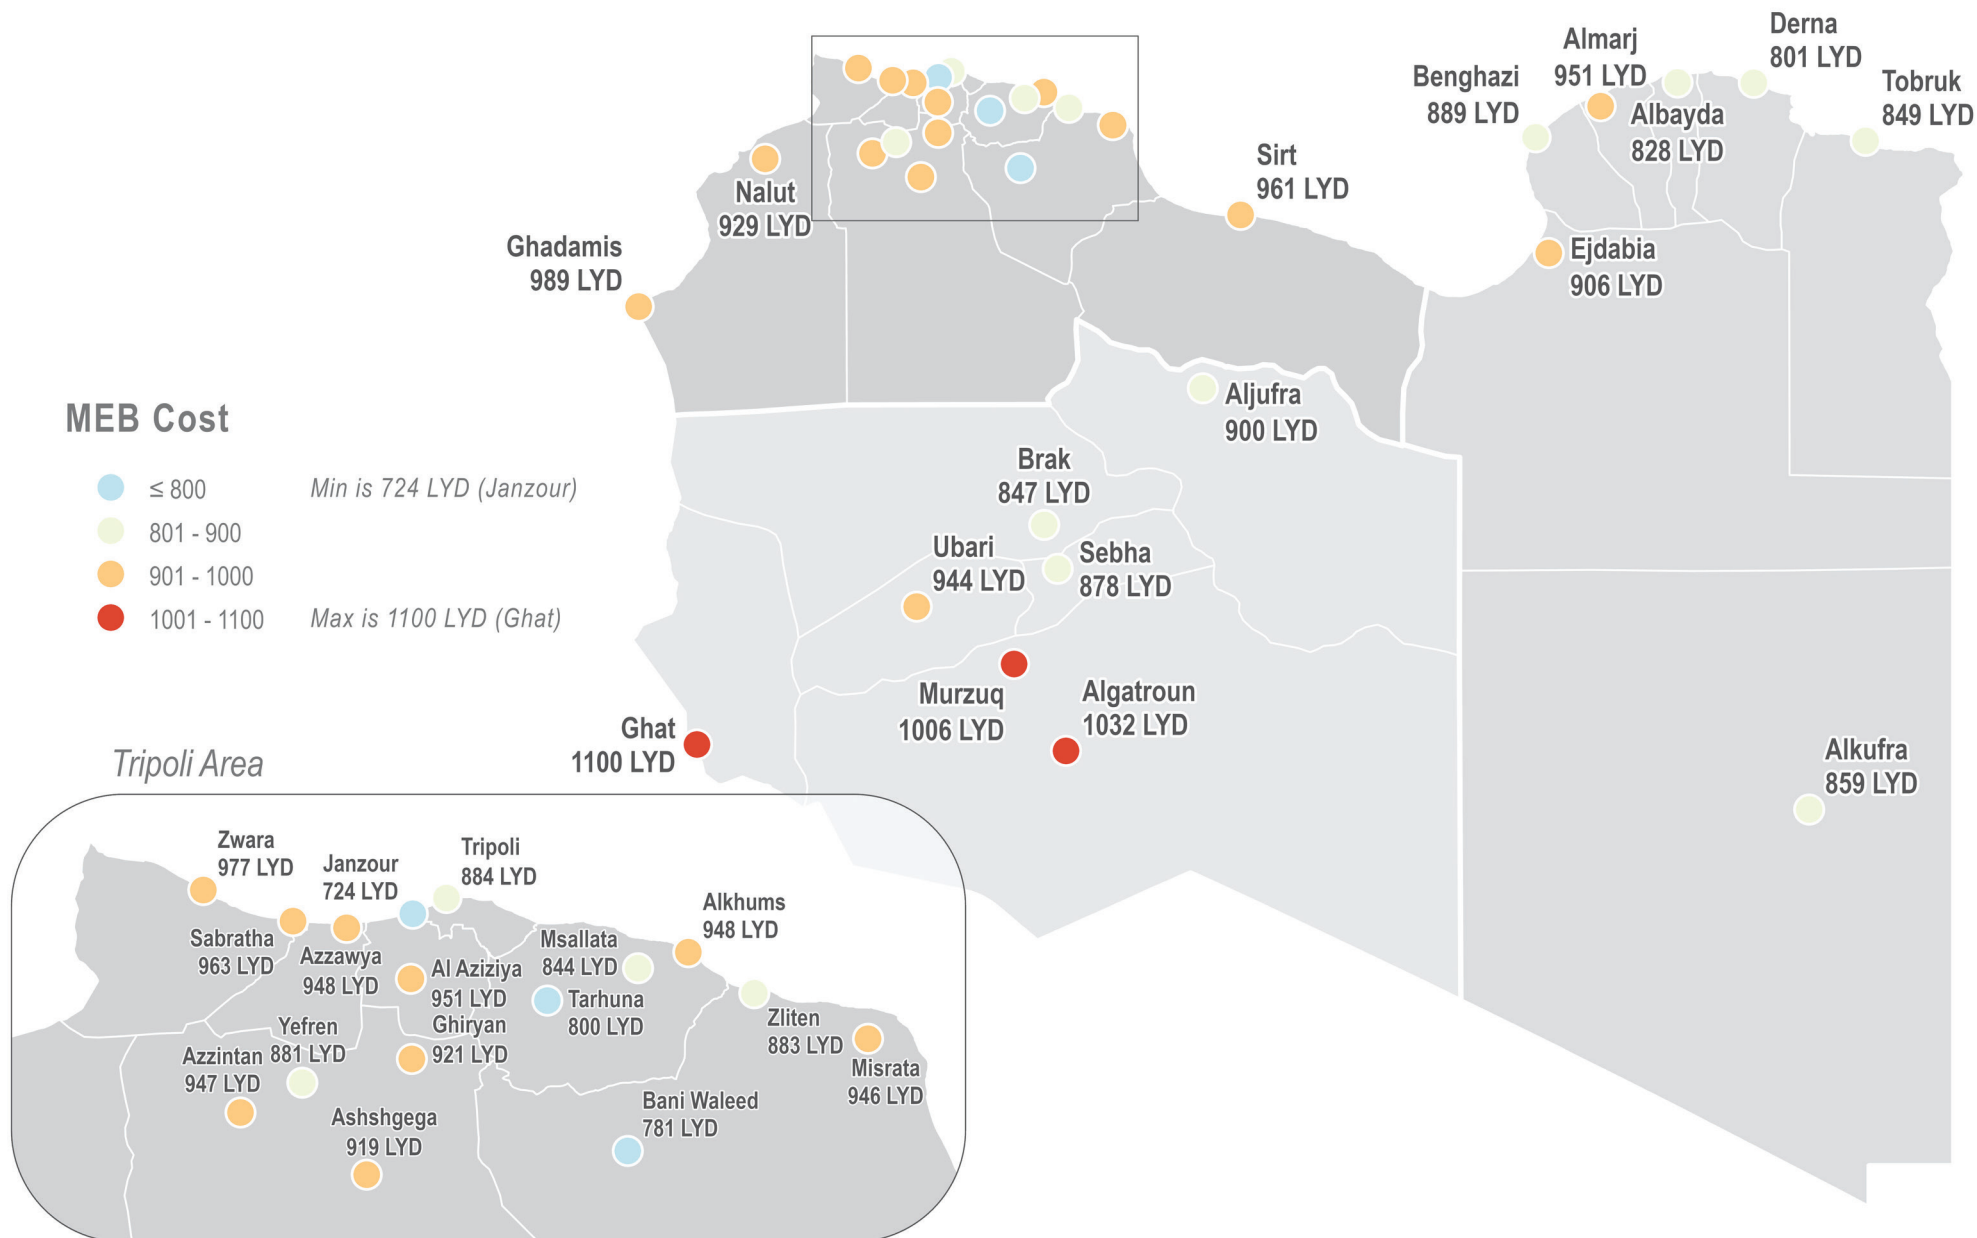 Derna
801 LYD
Almarj
951 LYD
Benghazi
889 LYD
Tobruk
849 LYD
Albayda
828 LYD
Sirt
961 LYD
Nalut
929 LYD
Ghadamis
989 LYD
Ejdabia
906 LYD
Aljufra
900 LYD
MEB Cost
≤ 800 Min is 724 LYD (Janzour)
801 - 900
901 - 1000
1001 - 1100 Max is 1100 LYD (Ghat)
Brak
847 LYD
Ubari
944 LYD
Sebha
878 LYD
Murzuq
1006 LYD
Algatroun
1032 LYD
Ghat
1100 LYD
Alkufra
859 LYD
Tripoli Area
Zwara
977 LYD
Janzour
724 LYD
Tripoli
884 LYD
Alkhums
948 LYD
Sabratha
963 LYD
Azzawya
948 LYD
Al Aziziya
951 LYD
Msallata
844 LYD
Tarhuna
800 LYD
Yefren
881 LYD
Ghiryan
921 LYD
Zliten
883 LYD
Azzintan
947 LYD
Misrata
946 LYD
Ashshgega
919 LYD
Bani Waleed
781 LYD